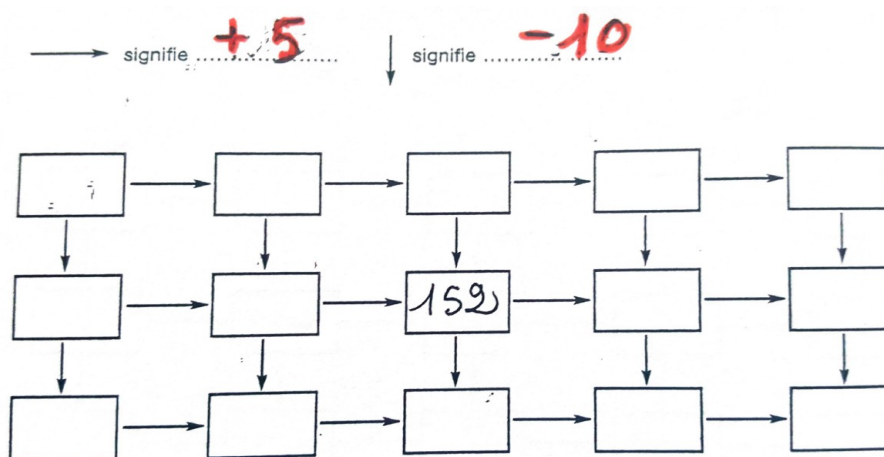 → signifie + 5 ↓ signifie - 10
152